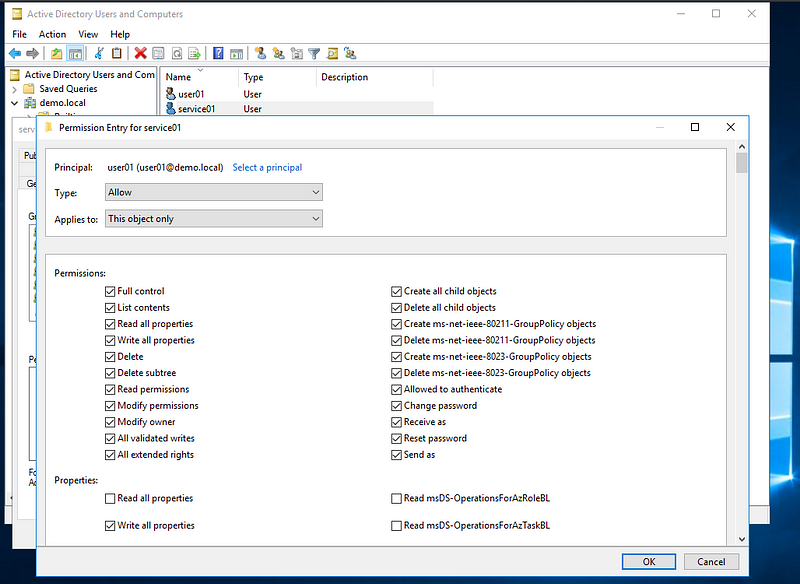 Active Directory Users and Computers
File Action View Help
Active Directory Users and Com
Name Type Description
Saved Queries
user01 User
demo.local
service01 User
Permission Entry for service01
Principal: user01 (user01@demo.local) Select a principal
Type: Allow
Applies to: This object only
Permissions:
Full control Create all child objects
List contents Delete all child objects
Read all properties Create ms-net-ieee-80211-GroupPolicy objects
Write all properties Delete ms-net-ieee-80211-GroupPolicy objects
Delete Create ms-net-ieee-8023-GroupPolicy objects
Delete subtree Delete ms-net-ieee-8023-GroupPolicy objects
Read permissions Allowed to authenticate
Modify permissions Change password
Modify owner Receive as
All validated writes Reset password
All extended rights Send as
Properties:
Read all properties Read msDS-OperationsForAzRoleBL
Write all properties Read msDS-OperationsForAzTaskBL
OK Cancel